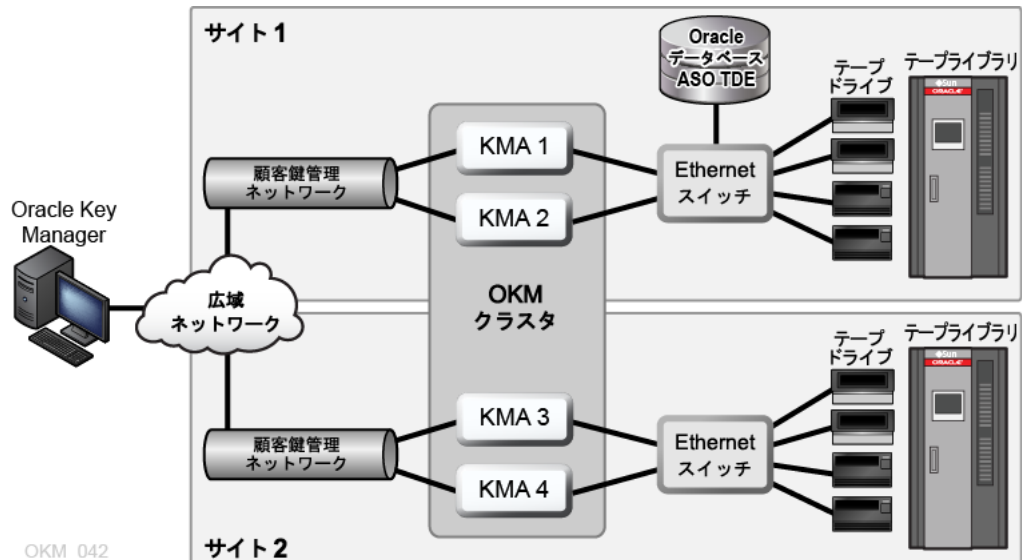 サイト 1
Oracle
データベース
ASO TDE
テープ
ドライブ
テープライブラリ
Sun
ORACLE
KMA 1
KMA 2
顧客鍵管理
ネットワーク
Ethernet
スイッチ
Oracle Key
Manager
広域
ネットワーク
OKM
クラスタ
テープ
ドライブ
テープライブラリ
Sun
ORACLE
KMA 3
KMA 4
顧客鍵管理
ネットワーク
Ethernet
スイッチ
OKM_042
サイト 2